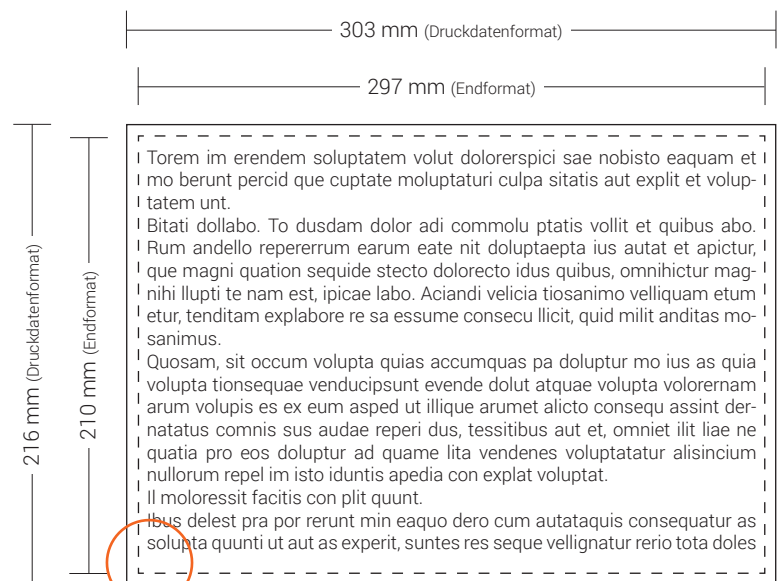 303 mm (Druckdatenformat)
297 mm (Endformat)
216 mm (Druckdatenformat)
210 mm (Endformat)
Torem im erendem soluptatem volut dolorerspici sae nobisto eaquam et
mo berunt percid que cuptate moluptaturi culpa sitatis aut explit et volup-
tatem unt.
Bitati dollabo. To dusdam dolor adi commolu ptatis vollit et quibus abo.
Rum andello repererrum earum eate nit doluptaepta ius autat et apictur,
que magni quation sequide stecto dolorecto idus quibus, omnihictur mag-
nihi llupti te nam est, ipicae labo. Aciandi velicia tiosanimo velliquam etum
etur, tenditam explabore re sa essume consecu llicit, quid milit anditas mo-
sanimus.
Quosam, sit occum volupta quias accumquas pa doluptur mo ius as quia
volupta tionsequae venducipsunt evende dolut atquae volupta volorernam
arum volupis es ex eum asped ut illique arumet alicto consequ assint der-
natatus comnis sus audae reperi dus, tessitibus aut et, omniet ilit liae ne
quatia pro eos doluptur ad quame lita vendenes voluptatatur alisincium
nullorum repel im isto iduntis apedia con explat voluptat.
Il moloressit facitis con plit quunt.
Ibus delest pra por rerunt min eaquo dero cum autataquis consequatur as
solupta quunti ut aut as experit, suntes res seque vellignatur rerio tota doles